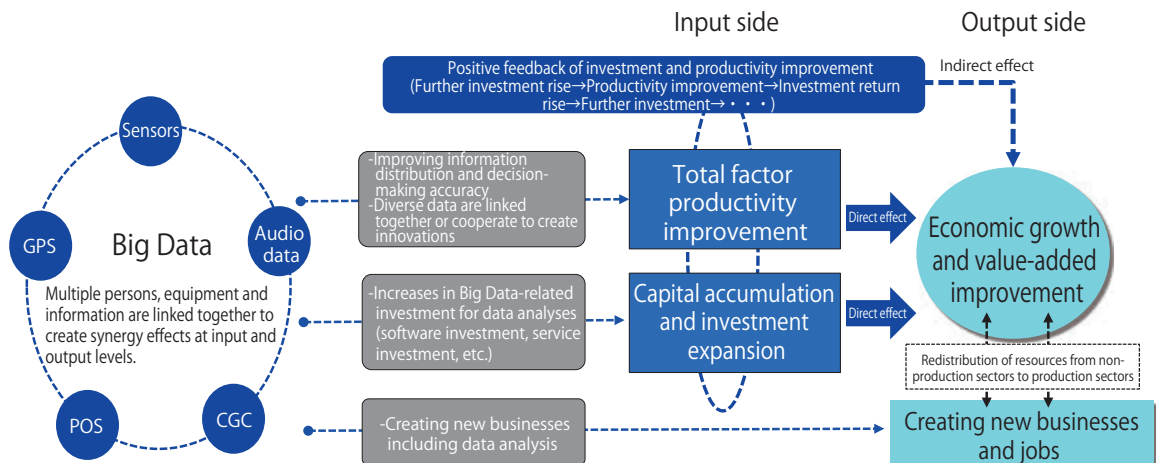 Input side
Output side
Positive feedback of investment and productivity improvement
(Further investment rise→Productivity improvement→Investment return
rise→Further investment→・・・)
Indirect effect
Sensors
GPS
Audio
data
Big Data
Multiple persons, equipment and
information are linked together to
create synergy effects at input and
output levels.
POS
CGC
-Improving information
distribution and decision-
making accuracy
-Diverse data are linked
together or cooperate to create
innovations
Total factor
productivity
improvement
Direct effect
Economic growth
and value-added
improvement
-Increases in Big Data-related
investment for data analyses
(software investment, service
investment, etc.)
Capital accumulation
and investment
expansion
Direct effect
Redistribution of resources from non-
production sectors to production sectors
-Creating new businesses
including data analysis
Creating new businesses
and jobs